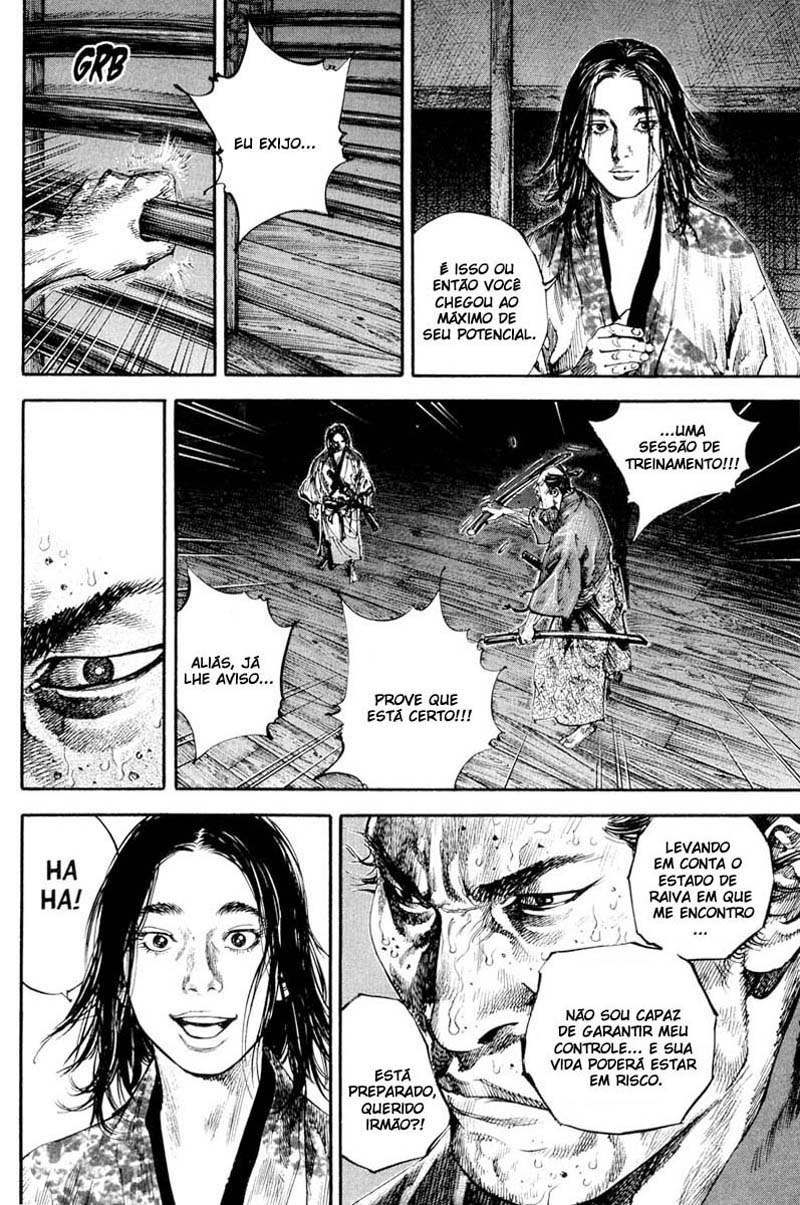 É ISSO OU
ENTÃO VOCÊ
CHEGOU AO
MÁXIMO DE
SEU POTENCIAL.
EU EXIJO...
GRB
...UMA
SESSÃO DE
TREINAMENTO!!!
PROVE QUE
ESTÁ CERTO!!!
ALIÁS, JÁ
LHE AVISO...
LEVANDO
EM CONTA O
ESTADO DE
RAIVA EM QUE
ME ENCONTRO
...
NÃO SOU CAPAZ
DE GARANTIR MEU
CONTROLE... E SUA
VIDA PODERÁ ESTAR
EM RISCO.
ESTÁ
PREPARADO,
QUERIDO
IRMÃO?!
HA
HA!